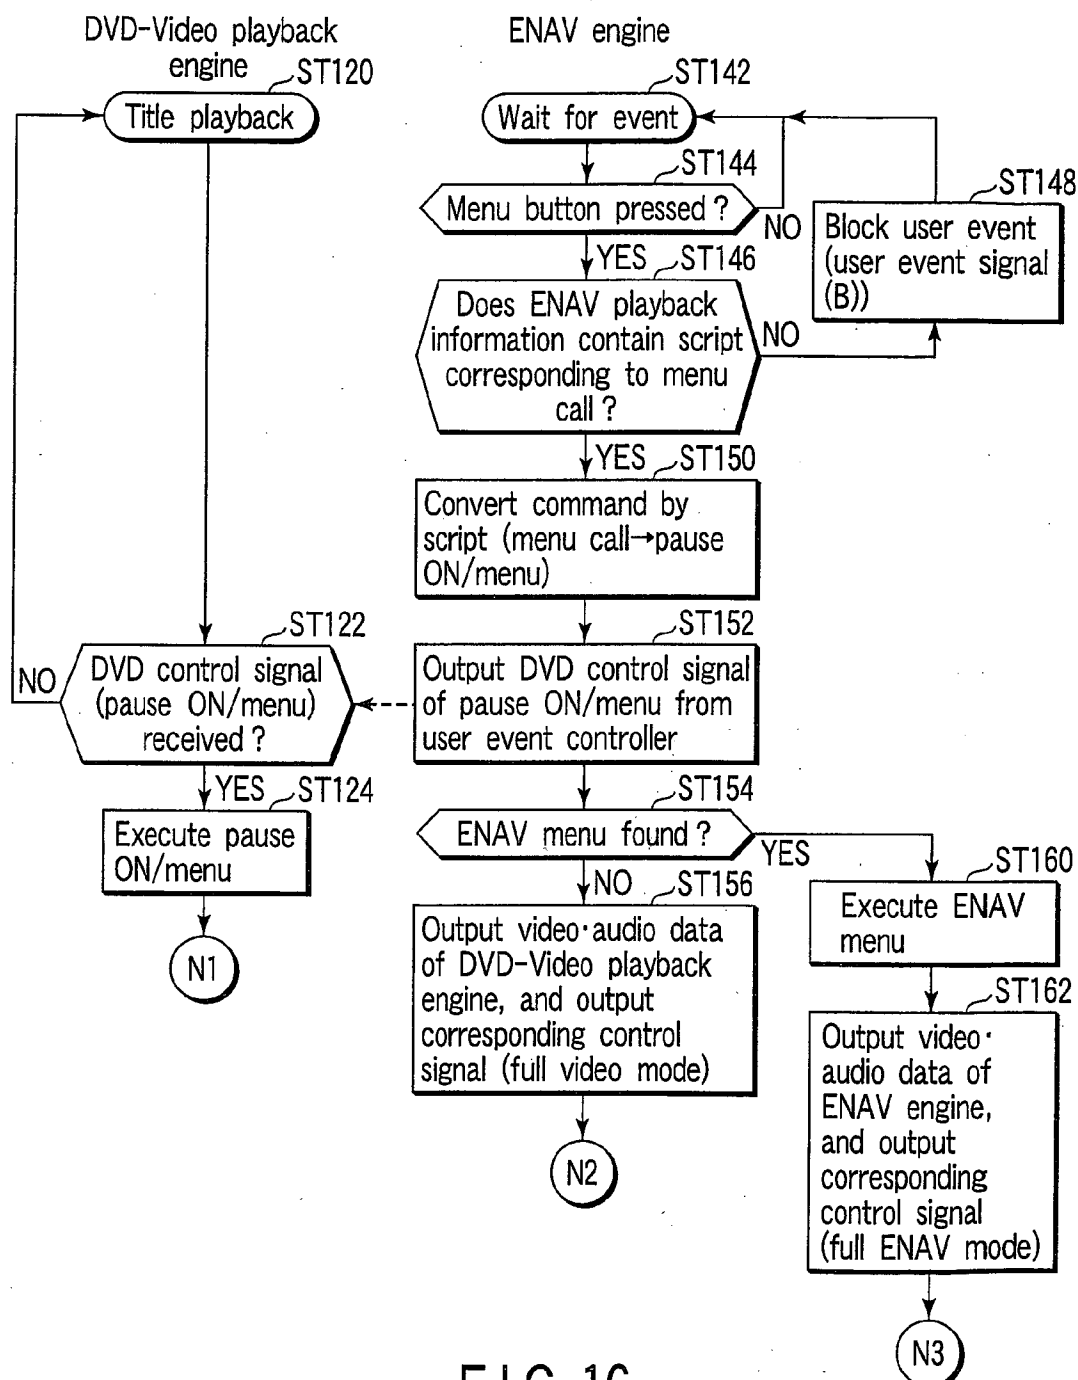 DVD-Video playback
engine
ST120
Title playback
ENAV engine
ST142
Wait for event
ST144
Menu button pressed ?
NO
YES
ST146
Does ENAV playback
information contain script
corresponding to menu
call ?
NO
ST148
Block user event
(user event signal
(B))
YES
ST150
Convert command by
script (menu call→pause
ON/menu)
ST122
DVD control signal
(pause ON/menu)
received ?
NO
ST152
Output DVD control signal
of pause ON/menu from
user event controller
YES
ST124
Execute pause
ON/menu
N1
ST154
ENAV menu found ?
YES
NO
ST156
Output video·audio data
of DVD-Video playback
engine, and output
corresponding control
signal (full video mode)
N2
ST160
Execute ENAV
menu
ST162
Output video·
audio data of
ENAV engine,
and output
corresponding
control signal
(full ENAV mode)
N3